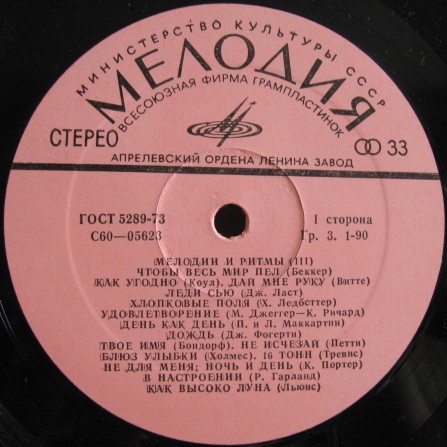 МИНИСТЕРСТВО КУЛЬТУРЫ СССР
МЕЛОДИЯ
ВСЕСОЮЗНАЯ ФИРМА ГРАМПЛАСТИНОК
СТЕРЕО
33
АПРЕЛЕВСКИЙ ОРДЕНА ЛЕНИНА ЗАВОД
ГОСТ 5289-73
I сторона
С60—05623
Гр. 3. 1-90
МЕЛОДИИ И РИТМЫ (III)
ЧТОБЫ ВЕСЬ МИР ПЕЛ (Беккер)
КАК УГОДНО (Коул). ДАЙ МНЕ РУКУ (Витте)
ЛЕДИ СЬЮ (Дж. Ласт)
ХЛОПКОВЫЕ ПОЛЯ (Х. Ледбеттер)
УДОВЛЕТВОРЕНИЕ (М. Джеггер—К. Ричард)
ДЕНЬ КАК ДЕНЬ (П. и Л. Маккартни)
ДОЖДЬ (Дж. Фогерти)
ТВОЕ ИМЯ (Бондорф). НЕ ИСЧЕЗАЙ (Петти)
БЛЮЗ УЛЫБКИ (Холмес). 16 ТОНН (Тревис)
НЕ ДЛЯ МЕНЯ; НОЧЬ И ДЕНЬ (К. Портер)
В НАСТРОЕНИИ (Р. Гарланд)
КАК ВЫСОКО ЛУНА (Льюис)